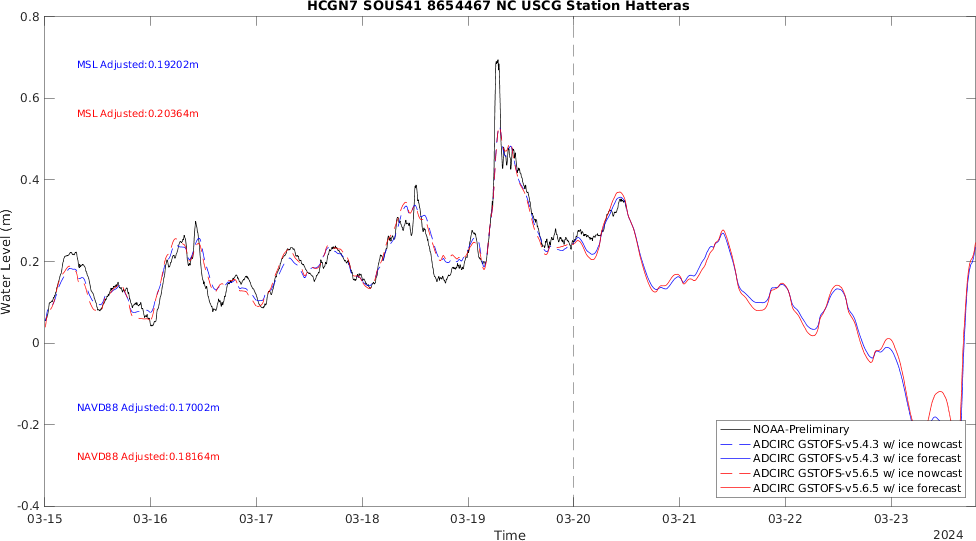 HCGN7 SOUS41 8654467 NC USCG Station Hatteras
0.8
0.6
0.4
0.2
0
-0.2
-0.4
Water Level (m)
MSL Adjusted:0.19202m
MSL Adjusted:0.20364m
NAVD88 Adjusted:0.17002m
NAVD88 Adjusted:0.18164m
NOAA-Preliminary
ADCIRC GSTOFS-v5.4.3 w/ ice nowcast
ADCIRC GSTOFS-v5.4.3 w/ ice forecast
ADCIRC GSTOFS-v5.6.5 w/ ice nowcast
ADCIRC GSTOFS-v5.6.5 w/ ice forecast
03-15 03-16 03-17 03-18 03-19 03-20 03-21 03-22 03-23
Time
2024